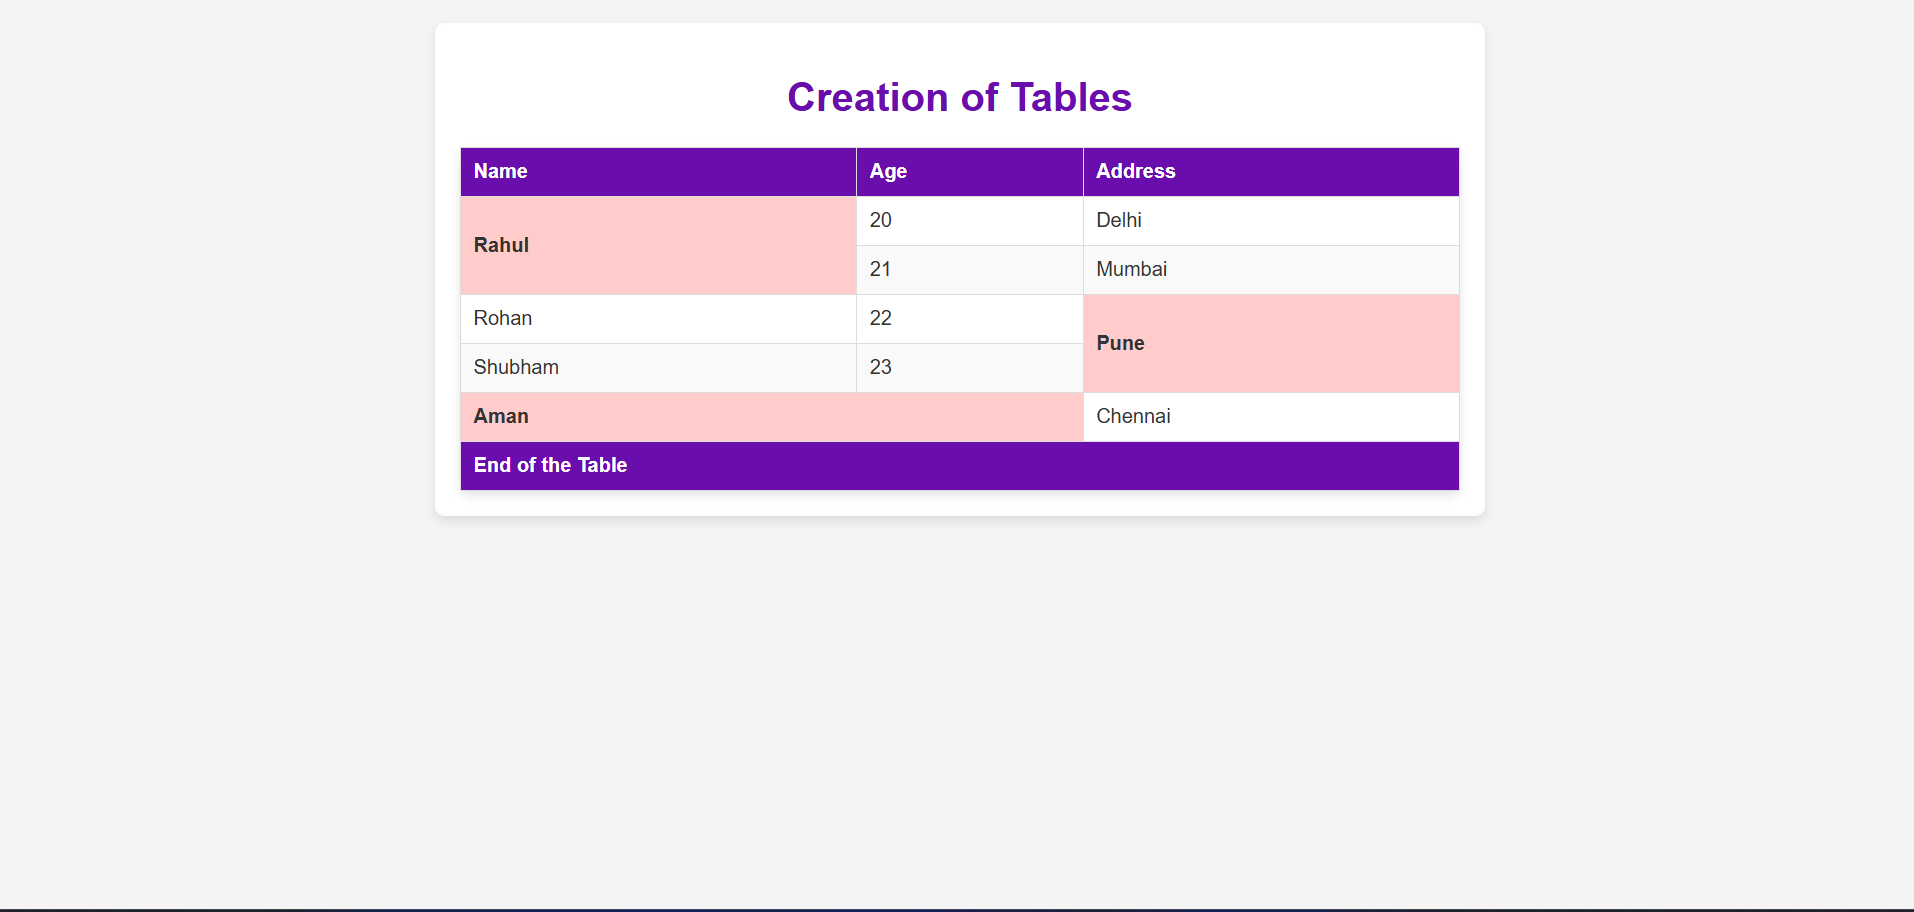 Creation of Tables
Name Age Address
Rahul 20 Delhi
21 Mumbai
Rohan 22 Pune
Shubham 23
Aman Chennai
End of the Table